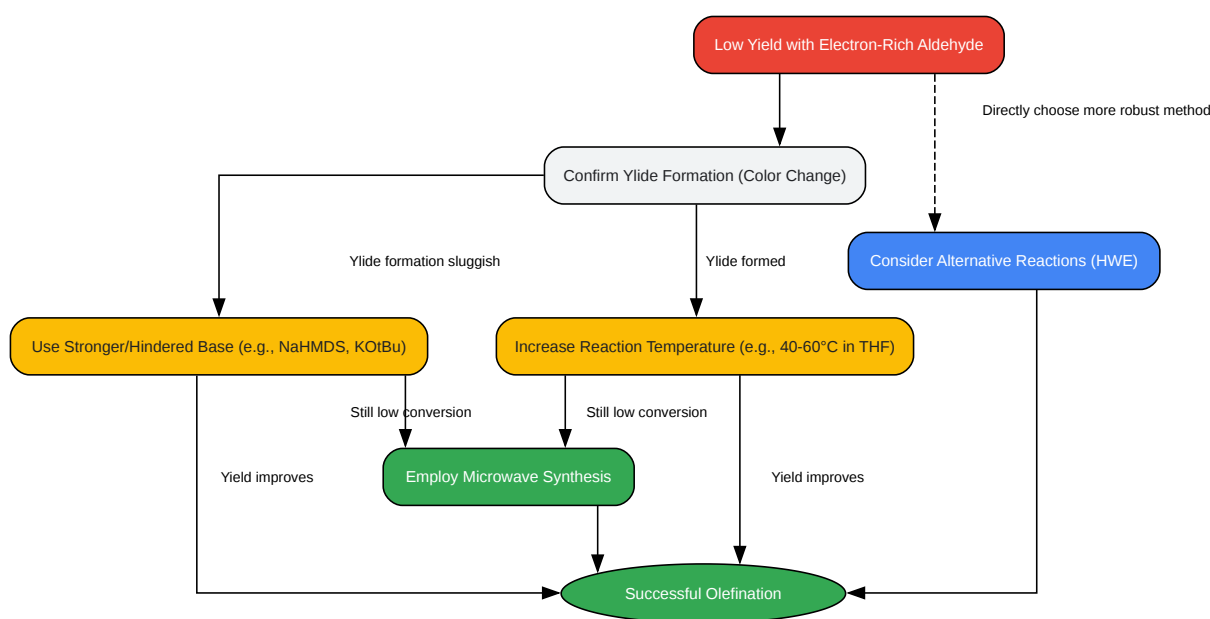 Low Yield with Electron-Rich Aldehyde
Directly choose more robust method
Confirm Ylide Formation (Color Change)
Ylide formation sluggish
Ylide formed
Consider Alternative Reactions (HWE)
Use Stronger/Hindered Base (e.g., NaHMDS, KOtBu)
Increase Reaction Temperature (e.g., 40-60°C in THF)
Still low conversion
Still low conversion
Yield improves
Employ Microwave Synthesis
Yield improves
Successful Olefination